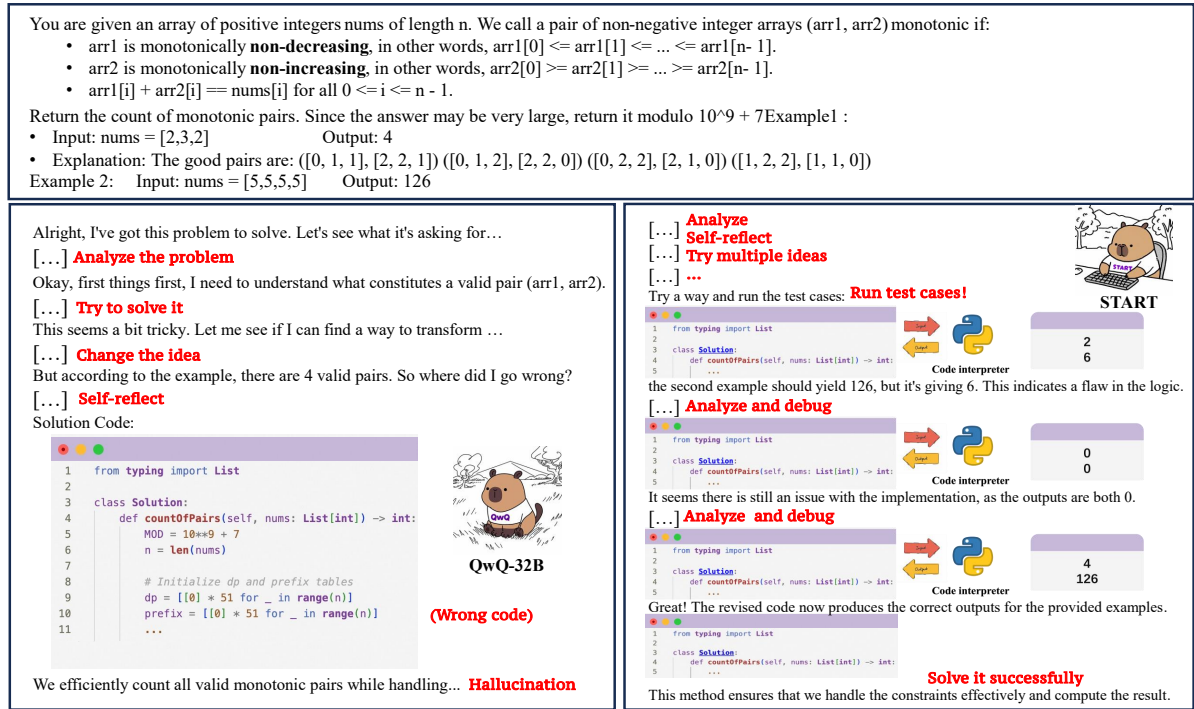 You are given an array of positive integers nums of length n. We call a pair of non-negative integer arrays (arr1, arr2) monotonic if:
• arr1 is monotonically non-decreasing, in other words, arr1[0] <= arr1[1] <= ... <= arr1[n- 1].
• arr2 is monotonically non-increasing, in other words, arr2[0] >= arr2[1] >= ... >= arr2[n- 1].
• arr1[i] + arr2[i] == nums[i] for all 0 <= i <= n - 1.
Return the count of monotonic pairs. Since the answer may be very large, return it modulo 10^9 + 7Example1 :
• Input: nums = [2,3,2] Output: 4
• Explanation: The good pairs are: ([0, 1, 1], [2, 2, 1]) ([0, 1, 2], [2, 2, 0]) ([0, 2, 2], [2, 1, 0]) ([1, 2, 2], [1, 1, 0])
Example 2: Input: nums = [5,5,5,5] Output: 126
Alright, I've got this problem to solve. Let's see what it's asking for…
[…] Analyze the problem
Okay, first things first, I need to understand what constitutes a valid pair (arr1, arr2).
[…] Try to solve it
This seems a bit tricky. Let me see if I can find a way to transform …
[…] Change the idea
But according to the example, there are 4 valid pairs. So where did I go wrong?
[…] Self-reflect
Solution Code:
1 from typing import List
2
3 class Solution:
4 def countOfPairs(self, nums: List[int]) -> int:
5 MOD = 10**9 + 7
6 n = len(nums)
7
8 # Initialize dp and prefix tables
9 dp = [[0] * 51 for _ in range(n)]
10 prefix = [[0] * 51 for _ in range(n)]
11 ...
QwQ
QwQ-32B
(Wrong code)
We efficiently count all valid monotonic pairs while handling... Hallucination
[…] Analyze
[…] Self-reflect
[…] Try multiple ideas
[…] ...
START
START
Try a way and run the test cases: Run test cases!
1 from typing import List
2
3 class Solution:
4 def countOfPairs(self, nums: List[int]) -> int:
5 ...
Input
Output
Code interpreter
2
6
the second example should yield 126, but it's giving 6. This indicates a flaw in the logic.
[…] Analyze and debug
1 from typing import List
2
3 class Solution:
4 def countOfPairs(self, nums: List[int]) -> int:
5 ...
Input
Output
Code interpreter
0
0
It seems there is still an issue with the implementation, as the outputs are both 0.
[…] Analyze and debug
1 from typing import List
2
3 class Solution:
4 def countOfPairs(self, nums: List[int]) -> int:
5 ...
Input
Output
Code interpreter
4
126
Great! The revised code now produces the correct outputs for the provided examples.
1 from typing import List
2
3 class Solution:
4 def countOfPairs(self, nums: List[int]) -> int:
5 ...
Solve it successfully
This method ensures that we handle the constraints effectively and compute the result.